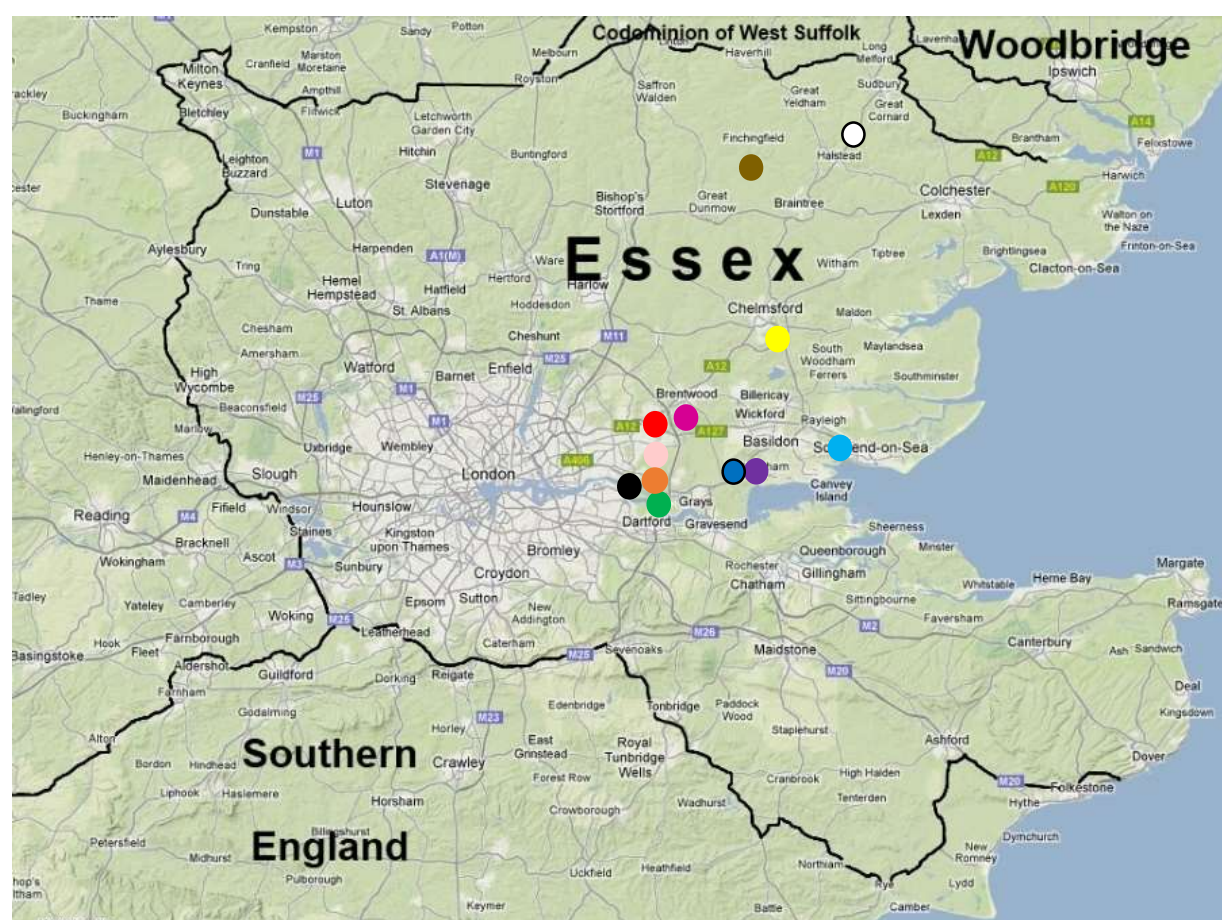 Kempston
Sandy
Potton
Codominion of West Suffolk
Woodbridge
Marston
Moretaine
Cranfield
Melbourn
Linton
Haverhill
Long
Melford
Lavenham
Ipswich
Milton
Keynes
Ampthill
Royston
Saffron
Walden
Great
Yeldham
Sudbury
Great
Cornard
Buckingham
Bletchley
Flitwick
Letchworth
Garden City
A14
Felixstowe
Leighton
Buzzard
M1
Hitchin
Buntingford
Finchingfield
Halstead
Brantham
A12
Harwich
Stevenage
Luton
Dunstable
Bishop's
Stortford
Great
Dunmow
Braintree
Colchester
Lexden
A120
Walton on
the Naze
Frinton-on-Sea
Aylesbury
Tring
Harpenden
A1(M)
Ware
Essex
Witham
Tiptree
Brightlingsea
Clacton-on-Sea
Hemel
Hempstead
Hatfield
Hertford
Harlow
Thame
St. Albans
Hoddesdon
Chelmsford
Maldon
Chesham
Amersham
Cheshunt
M11
M25
South
Woodham
Ferrers
Maylandsea
Southminster
High
Wycombe
Watford
Enfield
Barnet
A12
Brentwood
Billericay
M25
M1
Beaconsfield
Wickford
Rayleigh
Marlow
M1
A12
A127
Uxbridge
Wembley
Basildon
Henley-on-Thames
Maidenhead
Slough
London
A406
Canvey
Island
Reading
M4
Fifield
Windsor
Hounslow
Grays
Dartford
Gravesend
Staines
Kingston
upon Thames
Bracknell
Wokingham
Ascot
M3
Sunbury
Bromley
Croydon
Sheerness
Minster
Queenborough
Rochester
Gillingham
Chatham
Margate
Herne Bay
Whitstable
Ramsgate
Yateley
Camberley
Woking
Epsom
Sutton
New
Addington
Sittingbourne
Faversham
M25
Leatherhead
Caterham
M25
Sevenoaks
M26
M2
Maidstone
Canterbury
Ash
Sandwich
Hook
Fleet
Farnborough
Basingstoke
Aldershot
Guildford
Dorking
Reigate
M20
Deal
Kingsdown
Farnham
Godalming
M23
Edenbridge
Tonbridge
Paddock
Wood
Staplehurst
Alton
Horley
Ashford
Dover
Bordon
Hindhead
Southern
Crawley
East
Grinstead
Royal
Tunbridge
Wells
Forest Row
Cranbrook
High Halden
M20
Folkestone
Liphook
Haslemere
Horsham
Crowborough
Wadhurst
Tenterden
Hythe
Dymchurch
Petersfield
Midhurst
England
Billingshurst
Pulborough
Uckfield
Heathfield
Northiam
New
Romney
Rye
Lydd
Keymer
Battle
Camber